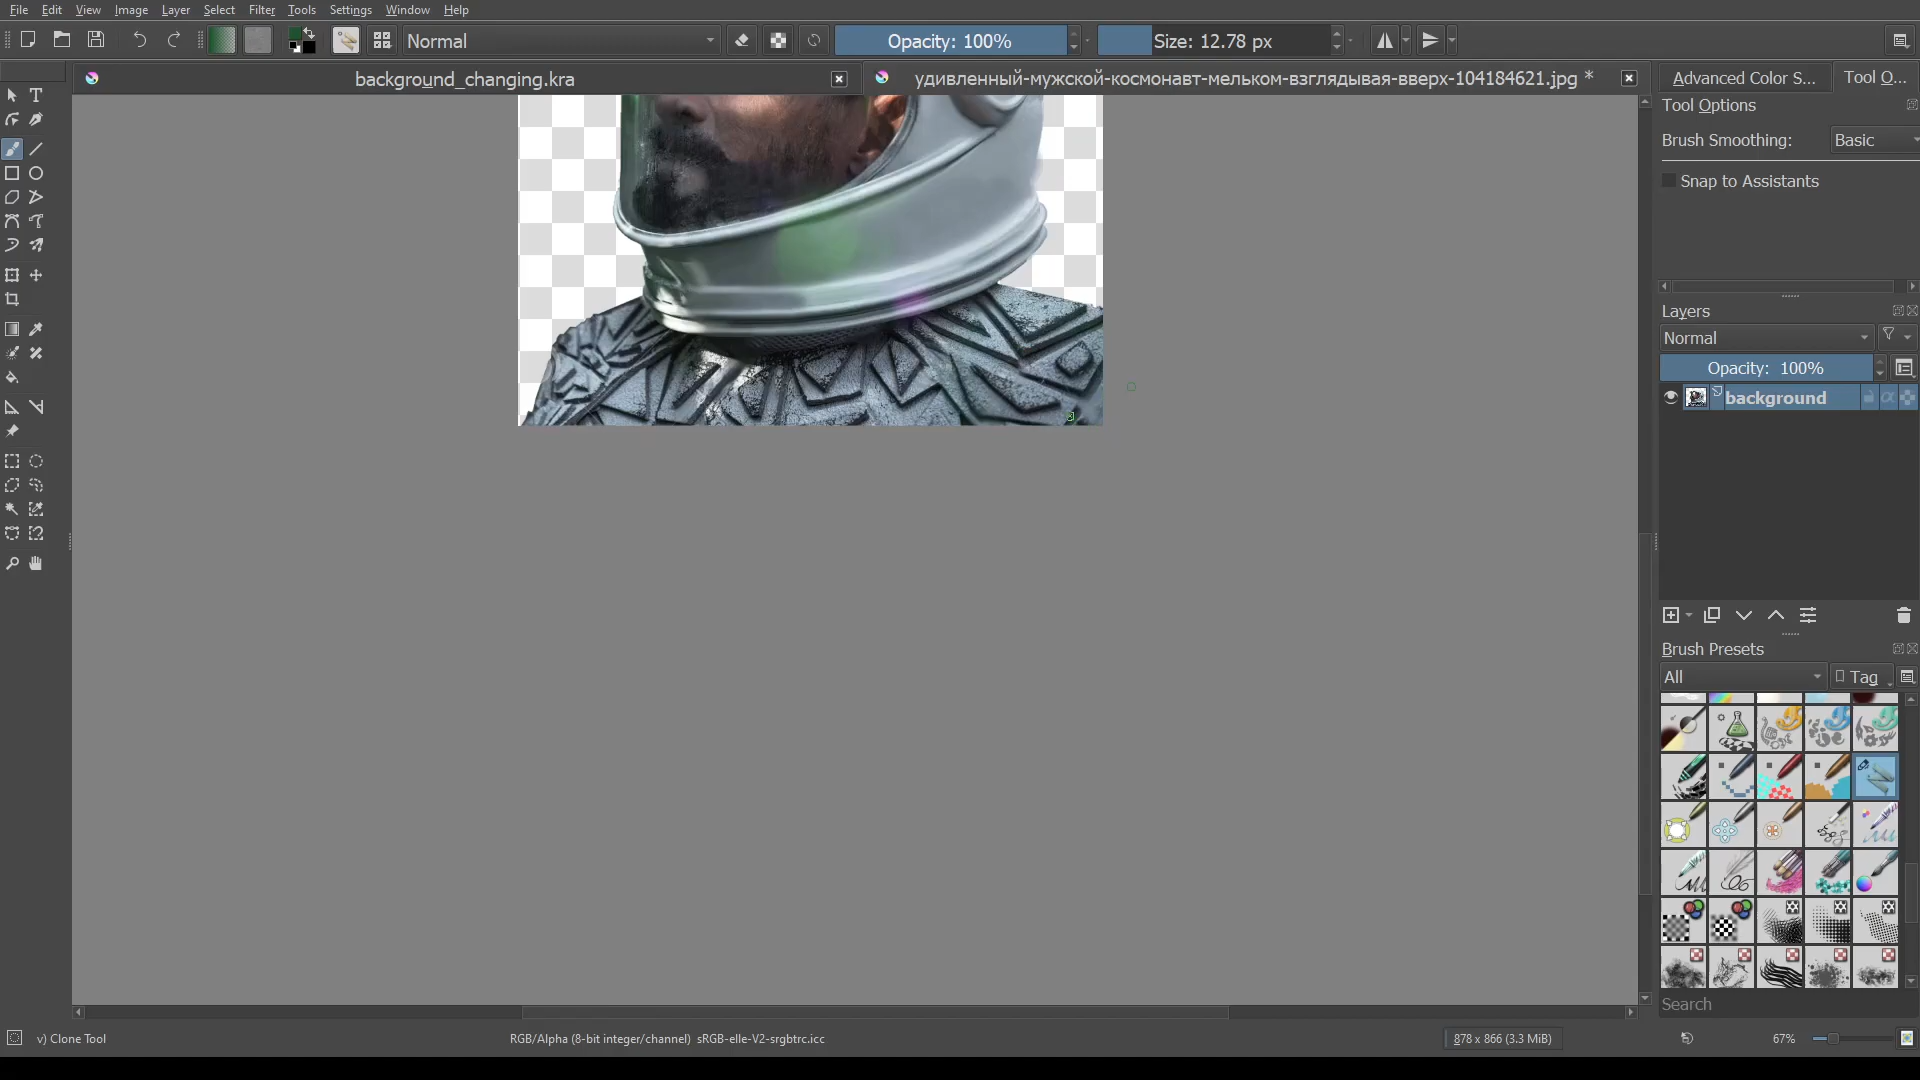 File Edit View Image Layer Select Filter Tools Settings Window Help
Normal Opacity: 100% Size: 12.78 px
background_changing.kra
удивленный-мужской-космонавт-мельком-взглядывая-вверх-104184621.jpg *
Advanced Color S... Tool O...
Tool Options
Brush Smoothing: Basic
Snap to Assistants
Layers
Normal
Opacity: 100%
background
Brush Presets
All Tag
Search
v) Clone Tool RGB/Alpha (8-bit integer/channel) sRGB-elle-V2-srgbtrc.icc 878 x 866 (3.3 MiB) 67%